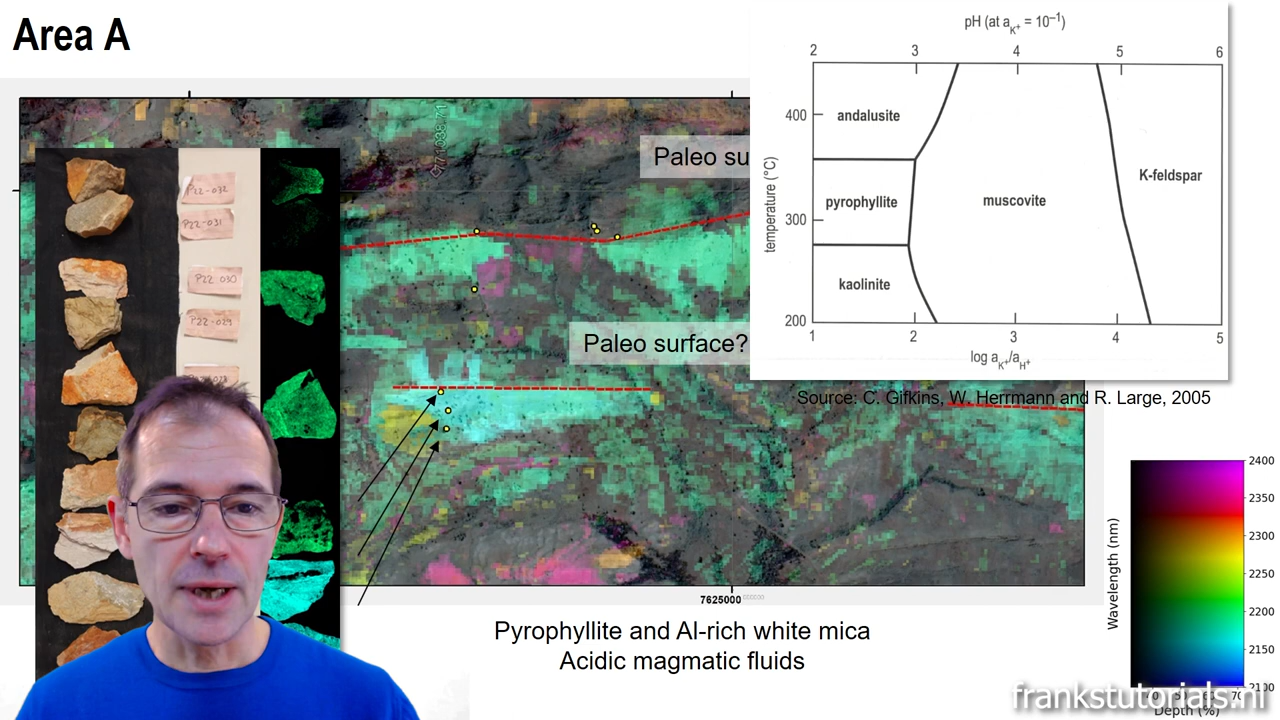 Area A
pH (at aK+ = 10–1)
2 3 4 5 6
400
300
200
temperature (°C)
andalusite
pyrophyllite
kaolinite
muscovite
K-feldspar
1 2 3 4 5
log aK+/aH+
Source: C. Gifkins, W. Herrmann and R. Large, 2005
Paleo su
Paleo surface?
P22-032
P22-031
P22-030
P22-029
7625000
Pyrophyllite and Al-rich white mica
Acidic magmatic fluids
Wavelength (nm)
2400
2350
2300
2250
2200
2150
2100
Depth (%)
frankstutorials.nl